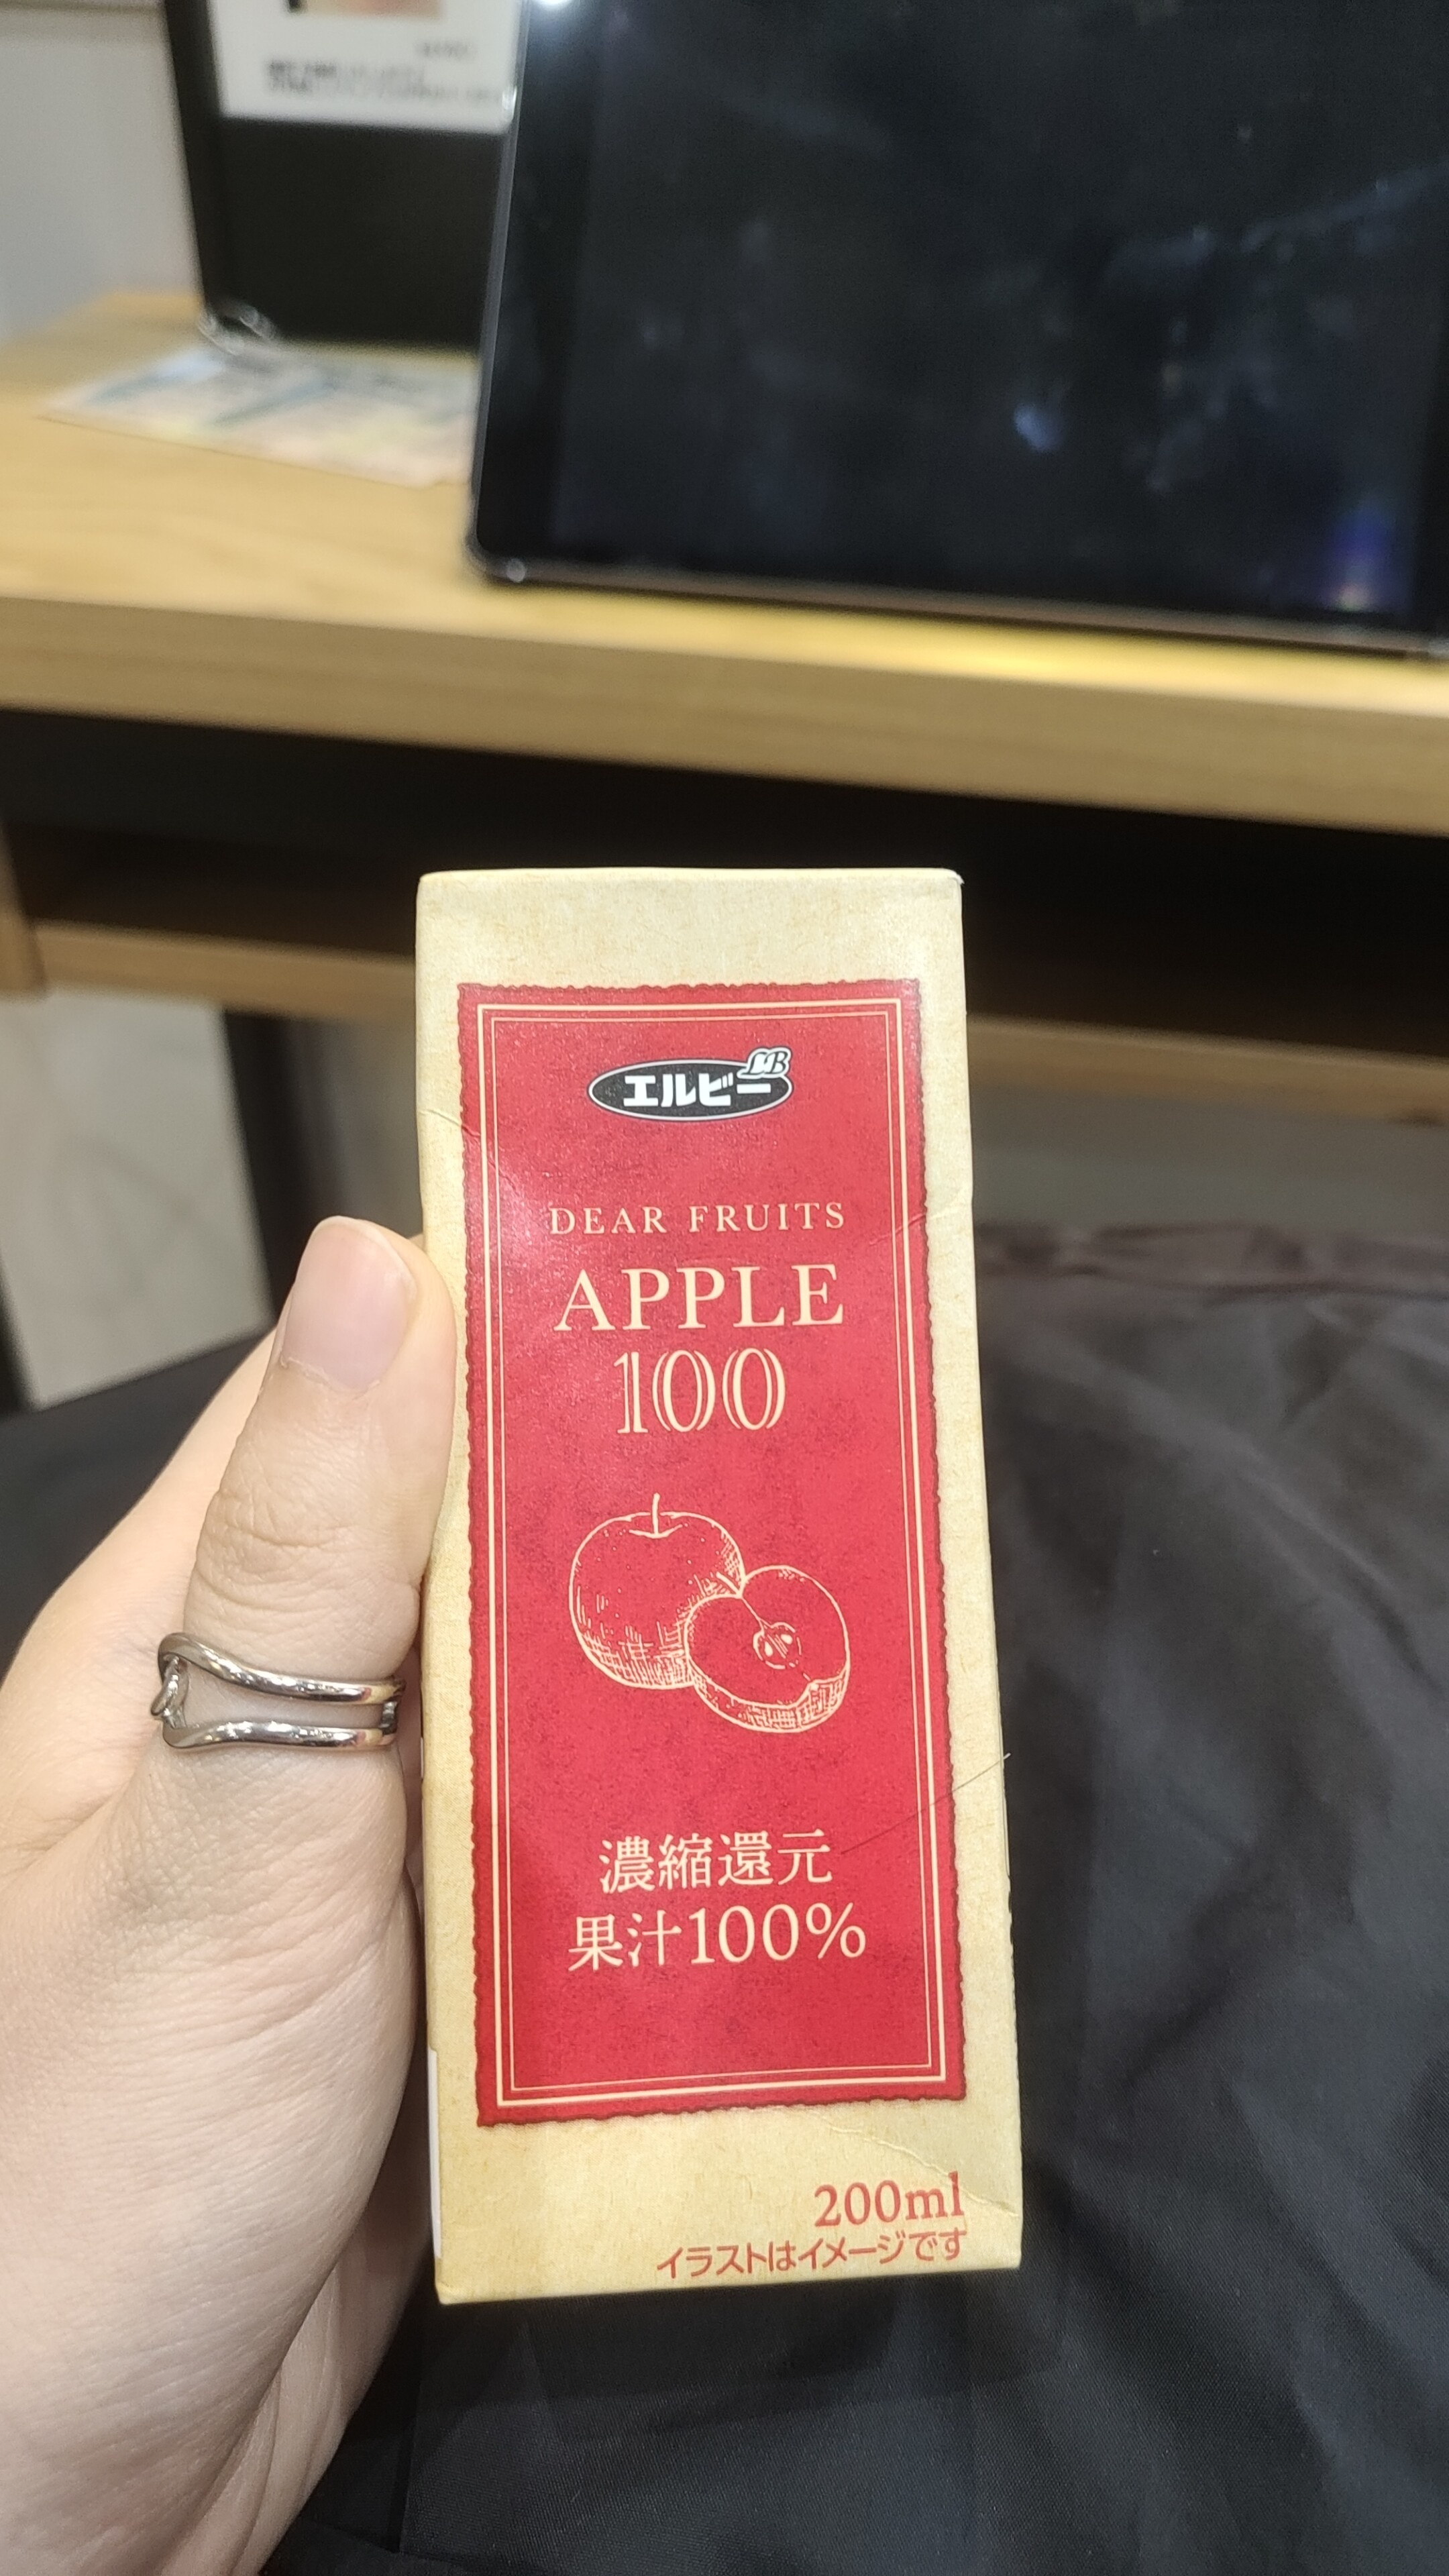 エルビー LB
DEAR FRUITS
APPLE
100
濃縮還元
果汁100%
200ml
イラストはイメージです